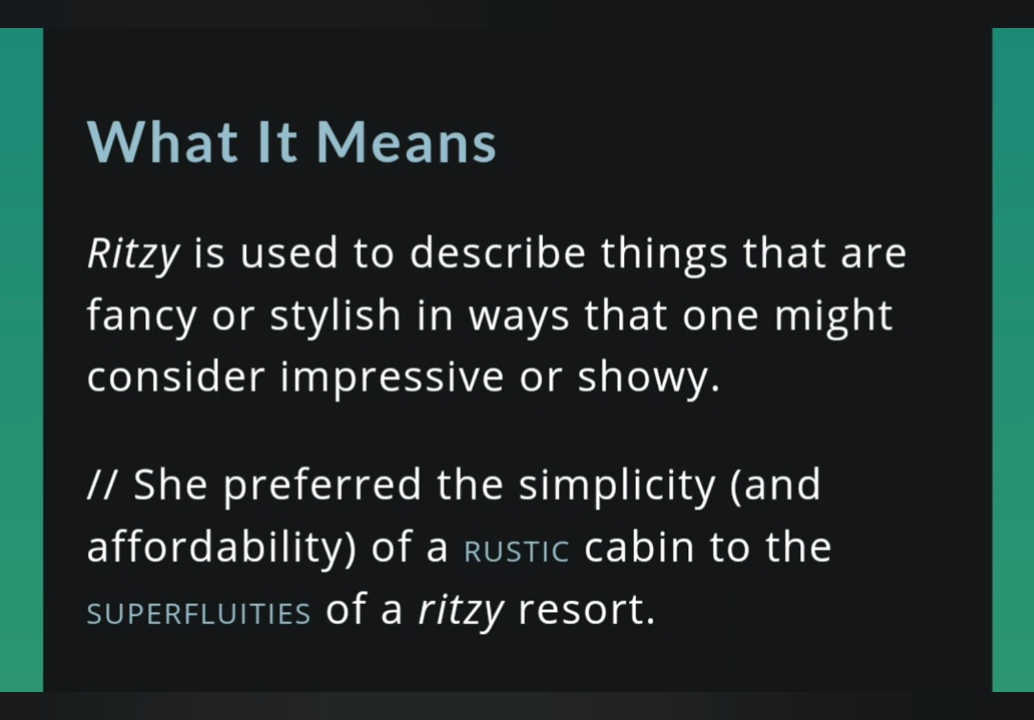 What It Means
Ritzy is used to describe things that are
fancy or stylish in ways that one might
consider impressive or showy.
// She preferred the simplicity (and
affordability) of a RUSTIC cabin to the
SUPERFLUITIES of a ritzy resort.